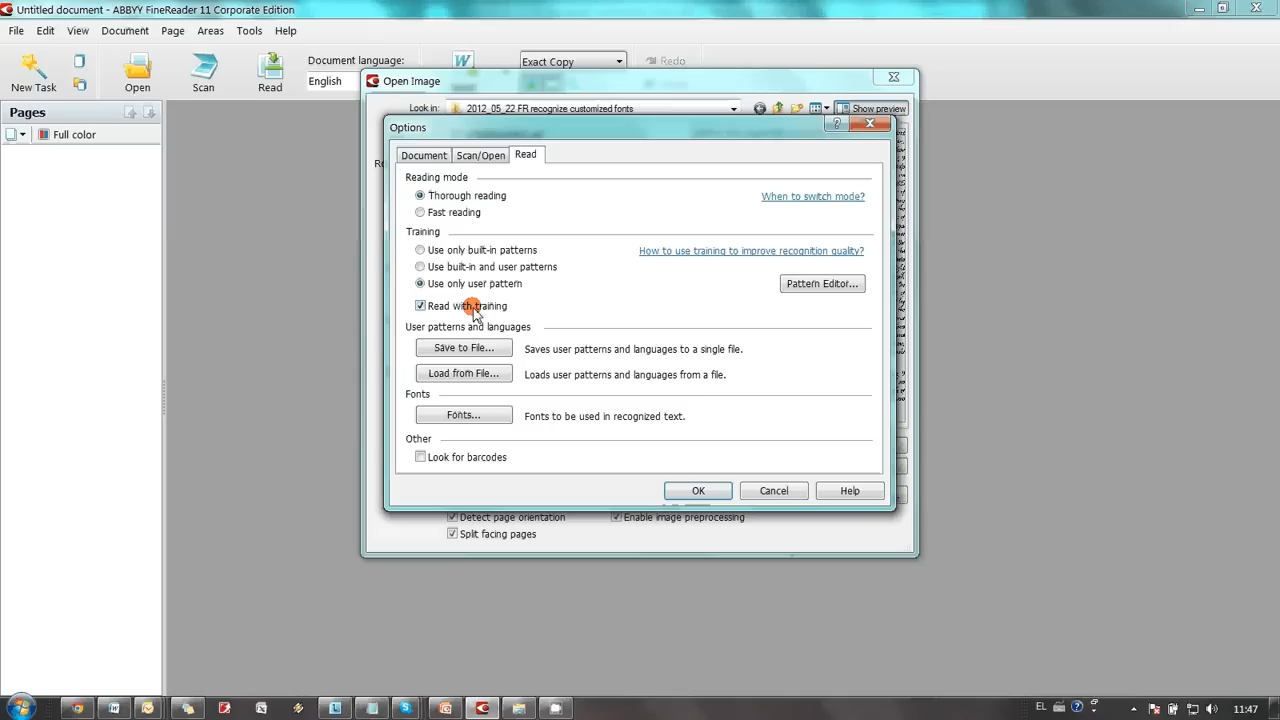 Untitled document - ABBYY FineReader 11 Corporate Edition
File Edit View Document Page Areas Tools Help
Document language:
Exact Copy
Redo
New Task
Open
Scan
Read
English
Open Image
Pages
Look in: 2012_05_22 FR recognize customized fonts
Show preview
Full color
Options
Document Scan/Open Read
Reading mode
Thorough reading
When to switch mode?
Fast reading
Training
Use only built-in patterns
How to use training to improve recognition quality?
Use built-in and user patterns
Use only user pattern
Pattern Editor...
Read with training
User patterns and languages
Save to File... Saves user patterns and languages to a single file.
Load from File... Loads user patterns and languages from a file.
Fonts
Fonts... Fonts to be used in recognized text.
Other
Look for barcodes
OK Cancel Help
Detect page orientation Enable image preprocessing
Split facing pages
EL 11:47